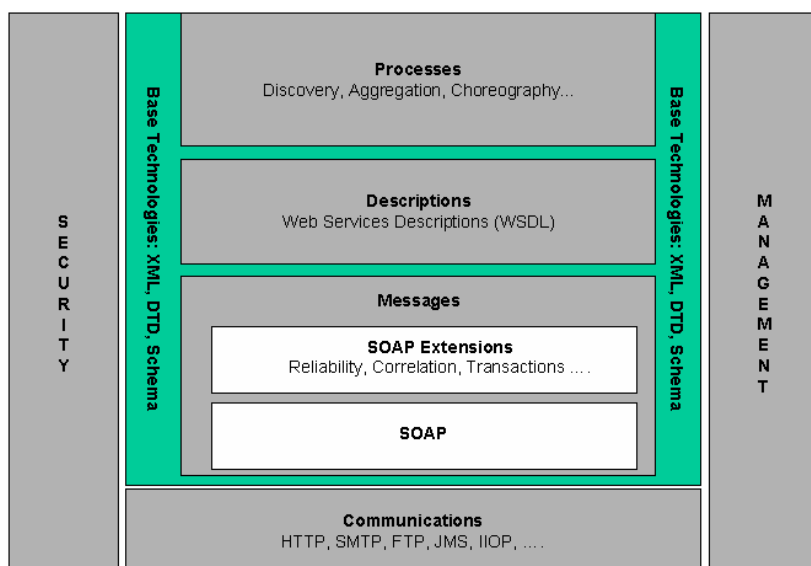 SECURITY
Base Technologies: XML, DTD, Schema
Processes
Discovery, Aggregation, Choreography...
Descriptions
Web Services Descriptions (WSDL)
Messages
SOAP Extensions
Reliability, Correlation, Transactions ....
SOAP
Base Technologies: XML, DTD, Schema
MANAGEMENT
Communications
HTTP, SMTP, FTP, JMS, IIOP, ....